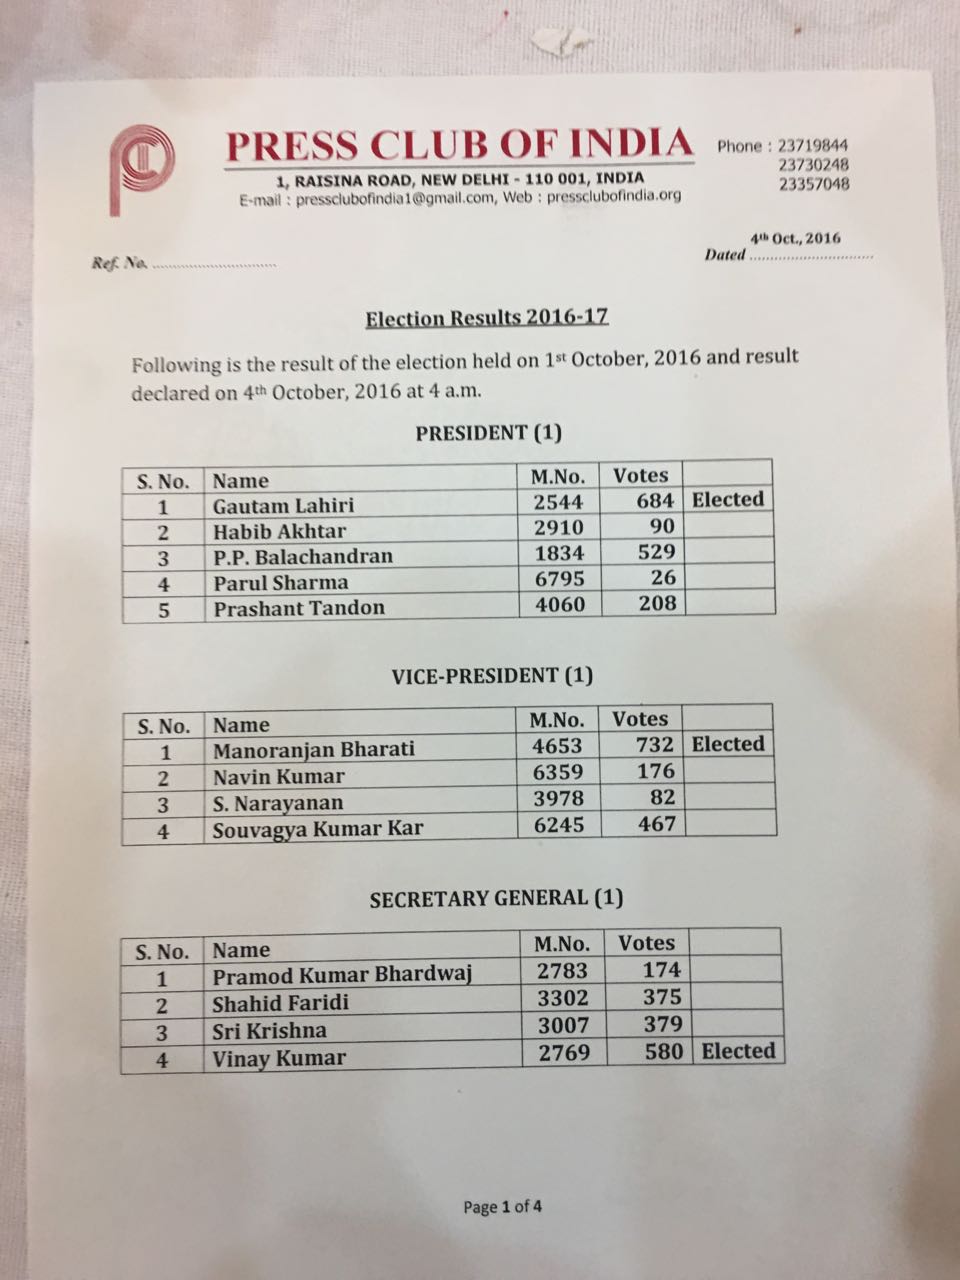 PRESS CLUB OF INDIA
1, RAISINA ROAD, NEW DELHI - 110 001, INDIA
E-mail : pressclubofindia1@gmail.com, Web : pressclubofindia.org
Phone : 23719844
23730248
23357048
Ref. No. ................................
4th Oct., 2016
Dated ................................
Election Results 2016-17
Following is the result of the election held on 1st October, 2016 and result
declared on 4th October, 2016 at 4 a.m.
PRESIDENT (1)
S. No. Name M.No. Votes
1 Gautam Lahiri 2544 684 Elected
2 Habib Akhtar 2910 90
3 P.P. Balachandran 1834 529
4 Parul Sharma 6795 26
5 Prashant Tandon 4060 208
VICE-PRESIDENT (1)
S. No. Name M.No. Votes
1 Manoranjan Bharati 4653 732 Elected
2 Navin Kumar 6359 176
3 S. Narayanan 3978 82
4 Souvagya Kumar Kar 6245 467
SECRETARY GENERAL (1)
S. No. Name M.No. Votes
1 Pramod Kumar Bhardwaj 2783 174
2 Shahid Faridi 3302 375
3 Sri Krishna 3007 379
4 Vinay Kumar 2769 580 Elected
Page 1 of 4